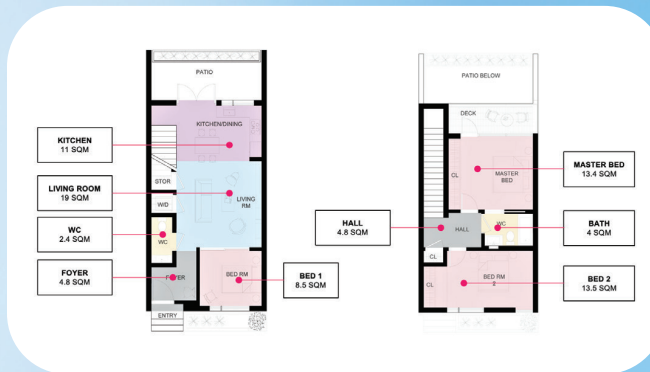 PATIO
KITCHEN/DINING
KITCHEN
11 SQM
STOR
LIVING ROOM
19 SQM
W/D
LIVING
RM
WC
2.4 SQM
WC
FOYER
4.8 SQM
FOYER
BED RM
BED 1
8.5 SQM
ENTRY
PATIO BELOW
DECK
CL
MASTER
BED
MASTER BED
13.4 SQM
HALL
4.8 SQM
HALL
WC
BATH
4 SQM
CL
CL
BED RM
2
BED 2
13.5 SQM